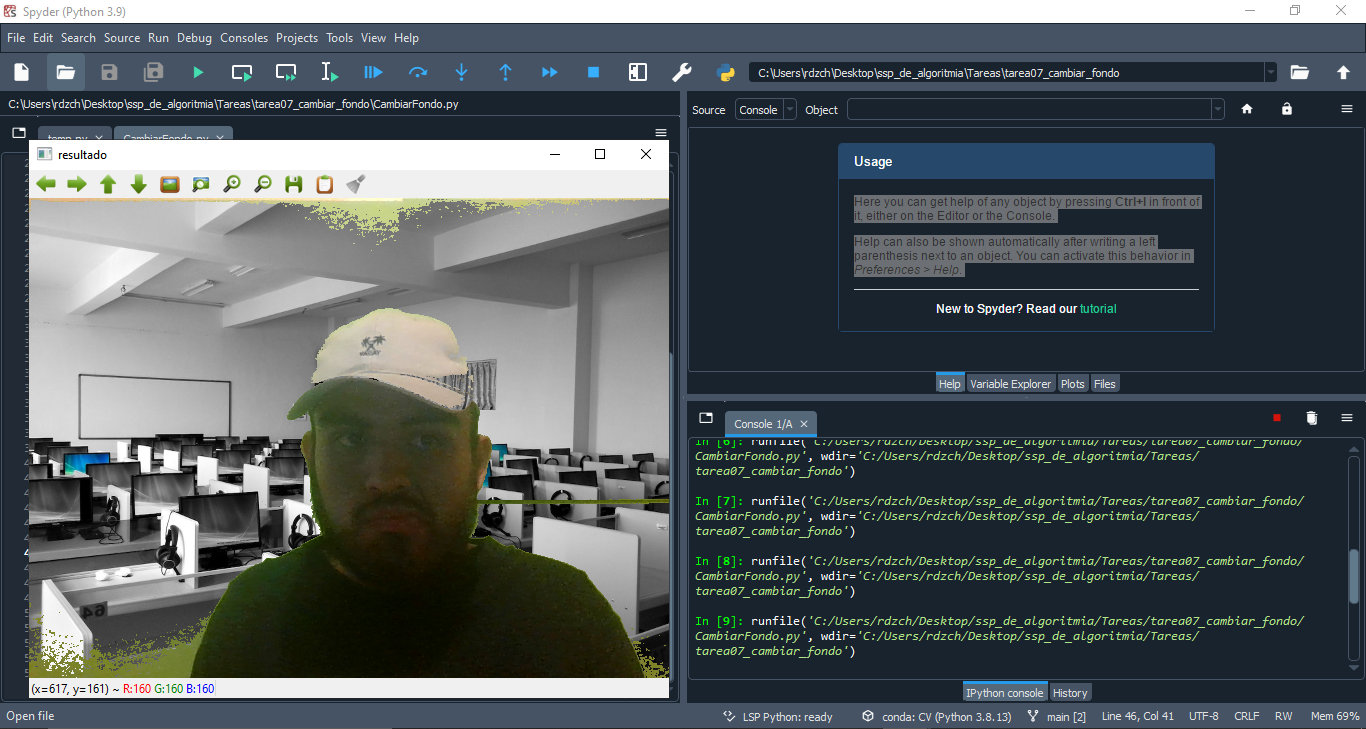 Spyder (Python 3.9)
File Edit Search Source Run Debug Consoles Projects Tools View Help
C:\Users\rdzch\Desktop\ssp_de_algoritmia\Tareas\tarea07_cambiar_fondo
C:\Users\rdzch\Desktop\ssp_de_algoritmia\Tareas\tarea07_cambiar_fondo\CambiarFondo.py
temp.py CambiarFondo.py
resultado
(x=617, y=161) ~ R:160 G:160 B:160
Source Console Object
Usage
Here you can get help of any object by pressing Ctrl+I in front of
it, either on the Editor or the Console.
Help can also be shown automatically after writing a left
parenthesis next to an object. You can activate this behavior in
Preferences > Help.
New to Spyder? Read our tutorial
Help Variable Explorer Plots Files
Console 1/A
In [6]: runfile('C:/Users/rdzch/Desktop/ssp_de_algoritmia/Tareas/tarea07_cambiar_fondo/
CambiarFondo.py', wdir='C:/Users/rdzch/Desktop/ssp_de_algoritmia/Tareas/
tarea07_cambiar_fondo')
In [7]: runfile('C:/Users/rdzch/Desktop/ssp_de_algoritmia/Tareas/tarea07_cambiar_fondo/
CambiarFondo.py', wdir='C:/Users/rdzch/Desktop/ssp_de_algoritmia/Tareas/
tarea07_cambiar_fondo')
In [8]: runfile('C:/Users/rdzch/Desktop/ssp_de_algoritmia/Tareas/tarea07_cambiar_fondo/
CambiarFondo.py', wdir='C:/Users/rdzch/Desktop/ssp_de_algoritmia/Tareas/
tarea07_cambiar_fondo')
In [9]: runfile('C:/Users/rdzch/Desktop/ssp_de_algoritmia/Tareas/tarea07_cambiar_fondo/
CambiarFondo.py', wdir='C:/Users/rdzch/Desktop/ssp_de_algoritmia/Tareas/
tarea07_cambiar_fondo')
IPython console History
Open file
LSP Python: ready conda: CV (Python 3.8.13) main [2] Line 46, Col 41 UTF-8 CRLF RW Mem 69%